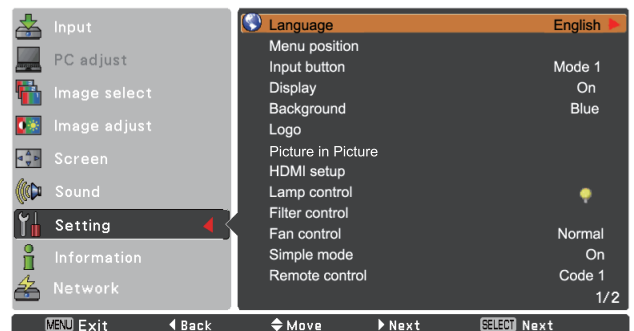 Input
PC adjust
Image select
Image adjust
Screen
Sound
Setting
Information
Network
Language English
Menu position
Input button Mode 1
Display On
Background Blue
Logo
Picture in Picture
HDMI setup
Lamp control
Filter control
Fan control Normal
Simple mode On
Remote control Code 1
1/2
MENU Exit Back Move Next SELECT Next